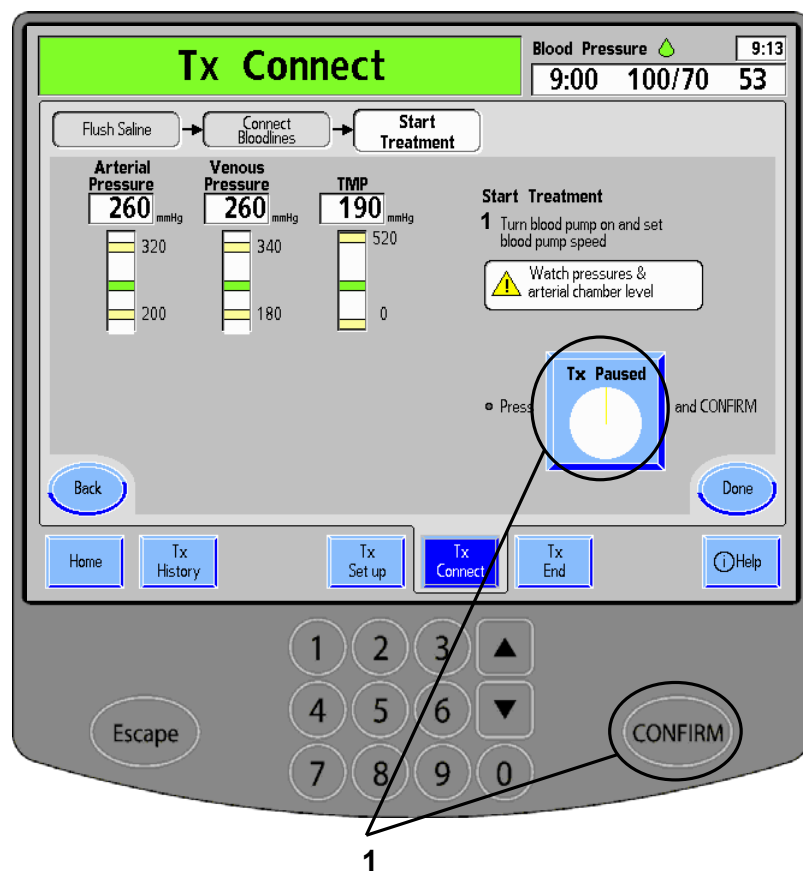 Tx Connect
Blood Pressure
9:13
9:00 100/70 53
Flush Saline
Connect
Bloodlines
Start
Treatment
Arterial
Pressure
260 mmHg
320
200
Venous
Pressure
260 mmHg
340
180
TMP
190 mmHg
520
0
Start Treatment
1 Turn blood pump on and set
blood pump speed
Watch pressures &
arterial chamber level
Tx Paused
• Press
and CONFIRM
Back
Done
Home
Tx
History
Tx
Set up
Tx
Connect
Tx
End
Help
1 2 3
4 5 6
7 8 9 0
Escape
CONFIRM
1